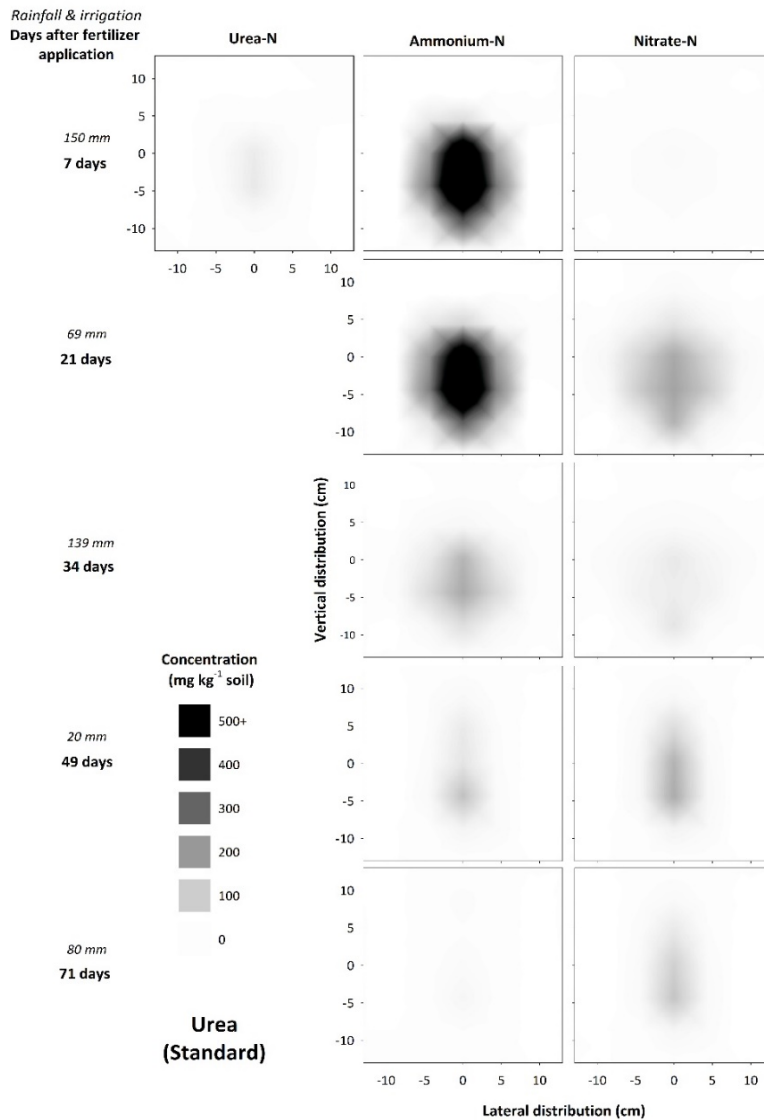 Rainfall & irrigation
Days after fertilizer
application
Urea-N
Ammonium-N
Nitrate-N
10
5
0
-5
-10
150 mm
7 days
-10 -5 0 5 10
10
5
0
-5
-10
69 mm
21 days
10
5
0
-5
-10
Vertical distribution (cm)
139 mm
34 days
10
5
0
-5
-10
20 mm
49 days
Concentration
(mg kg⁻¹ soil)
500+
400
300
200
100
0
10
5
0
-5
-10
80 mm
71 days
Urea
(Standard)
-10 -5 0 5 10
-10 -5 0 5 10
Lateral distribution (cm)